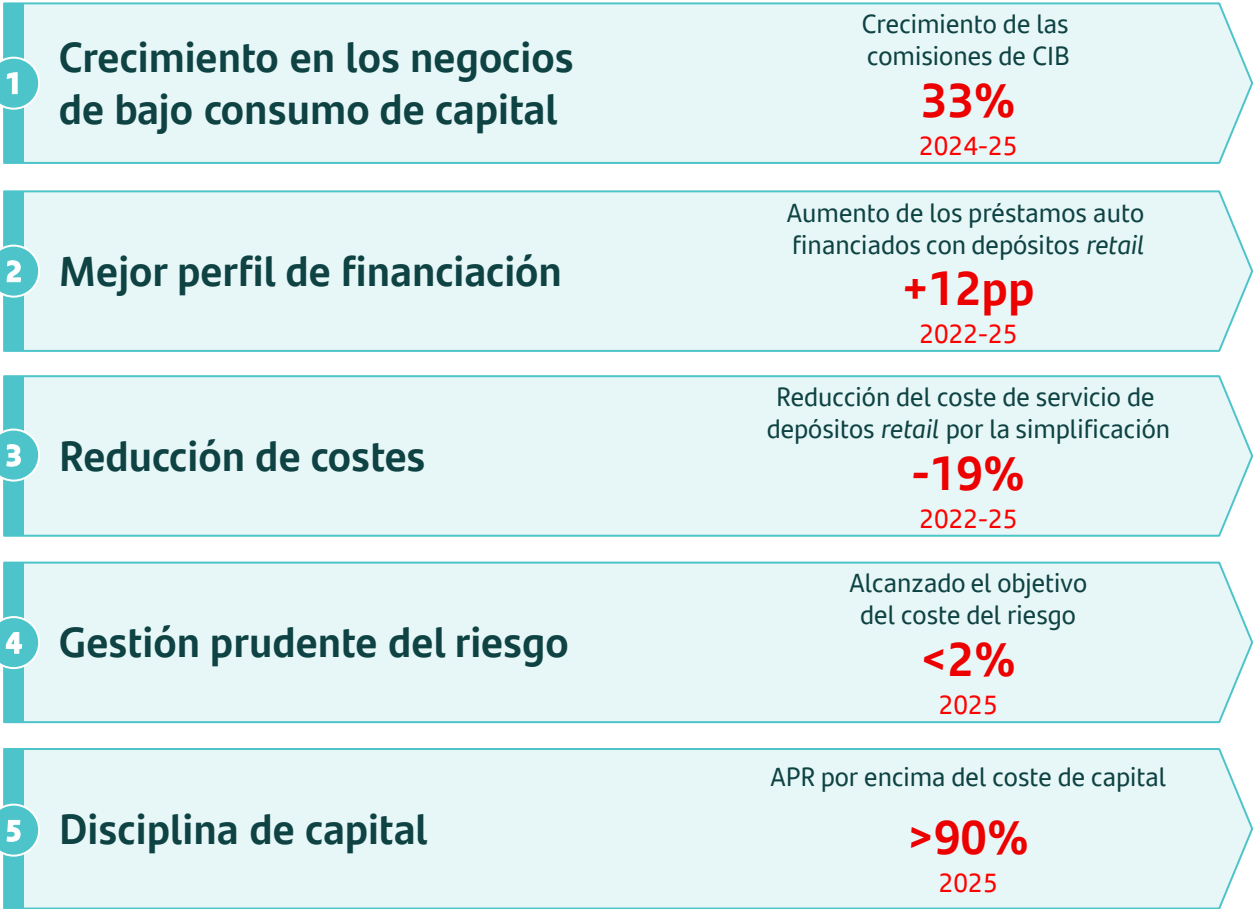 1
Crecimiento en los negocios
de bajo consumo de capital
Crecimiento de las
comisiones de CIB
33%
2024-25
2
Mejor perfil de financiación
Aumento de los préstamos auto
financiados con depósitos retail
+12pp
2022-25
3
Reducción de costes
Reducción del coste de servicio de
depósitos retail por la simplificación
-19%
2022-25
4
Gestión prudente del riesgo
Alcanzado el objetivo
del coste del riesgo
<2%
2025
5
Disciplina de capital
APR por encima del coste de capital
>90%
2025